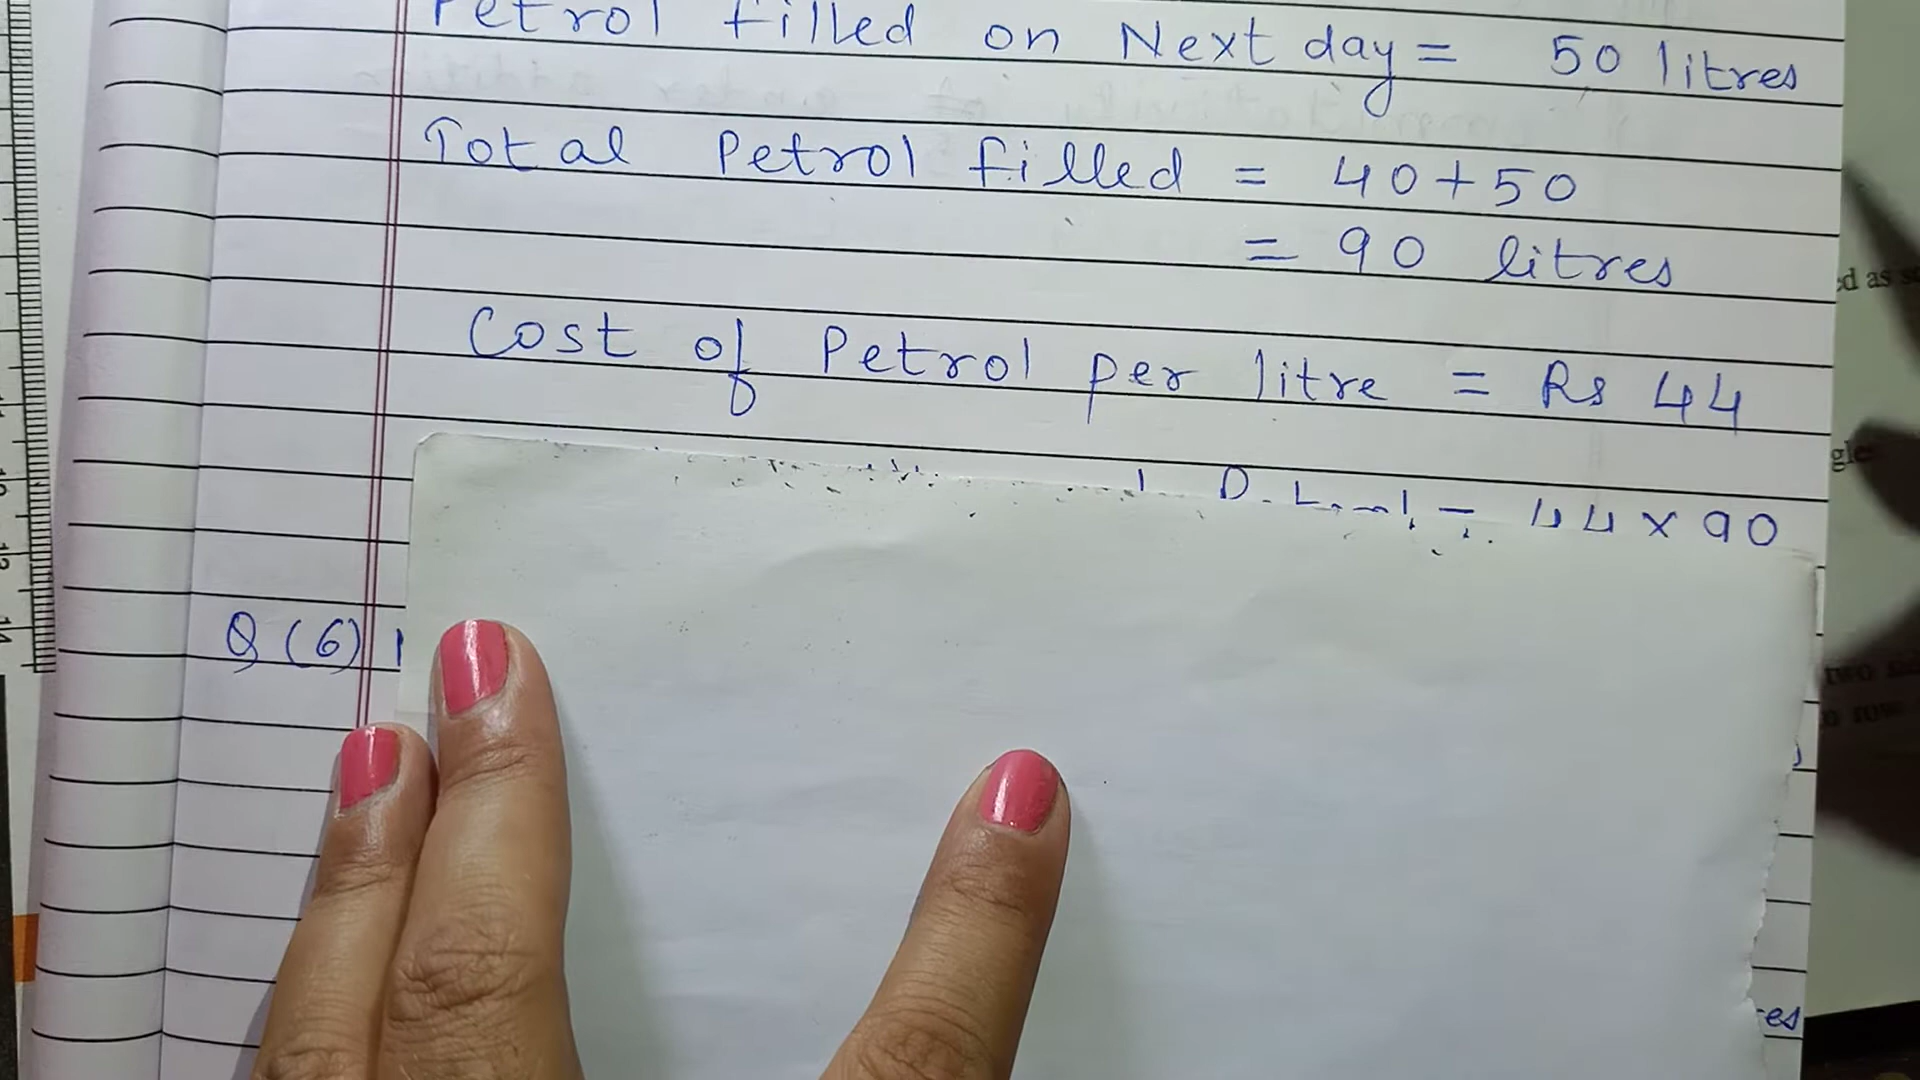 Petrol filled on Next day = 50 litres
Total Petrol filled = 40+50
= 90 litres
Cost of Petrol per litre = Rs 44
= 44 x 90
Q (6)